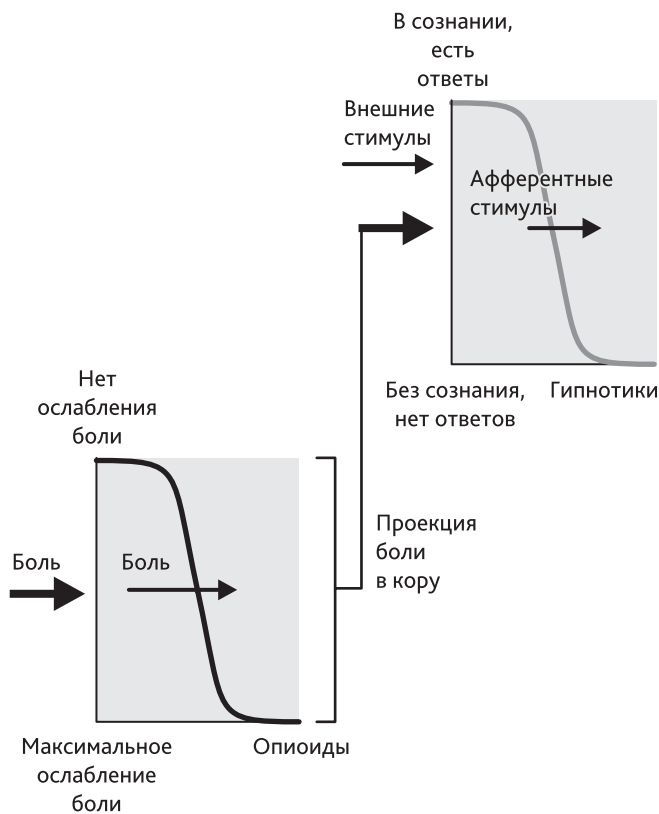 В сознании,
есть
ответы
Внешние
стимулы
Афферентные
стимулы
Без сознания,
нет ответов
Гипнотики
Нет
ослабления
боли
Проекция
боли
в кору
Боль
Боль
Максимальное
ослабление
боли
Опиоиды